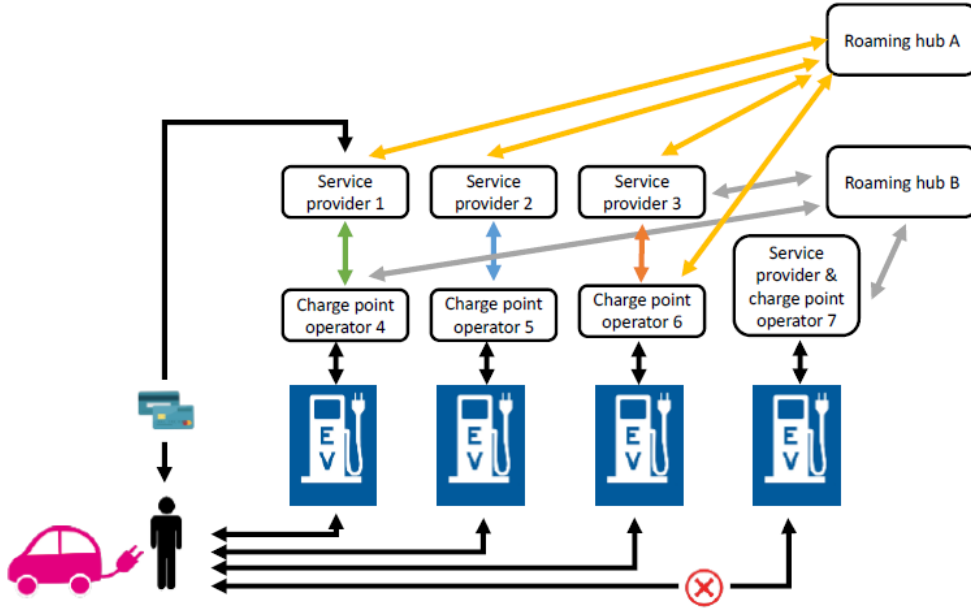 Roaming hub A
Service
provider 1
Service
provider 2
Service
provider 3
Roaming hub B
Service
provider &
charge point
operator 7
Charge point
operator 4
Charge point
operator 5
Charge point
operator 6
E
V
E
V
E
V
E
V